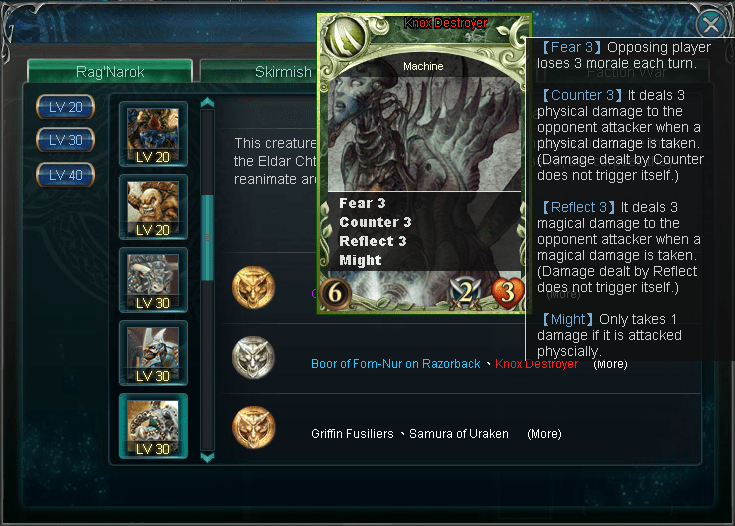 Knox Destroyer
Rag'Narok
Skirmish
Faction War
LV 20
LV 30
LV 40
LV 20
LV 20
LV 30
LV 30
LV 30
This creature
the Eldar Cht
reanimate
Machine
Fear 3
Counter 3
Reflect 3
Might
6
2
3
【Fear 3】Opposing player
loses 3 morale each turn.
【Counter 3】It deals 3
physical damage to the
opponent attacker when a
physical damage is taken.
(Damage dealt by Counter
does not trigger itself.)
【Reflect 3】It deals 3
magical damage to the
opponent attacker when a
magical damage is taken.
(Damage dealt by Reflect
does not trigger itself.)
【Might】Only takes 1
damage if it is attacked
physcially.
(More)
Boor of Fom-Nur on Razorback、Knox Destroyer (More)
Griffin Fusiliers、Samura of Uraken (More)